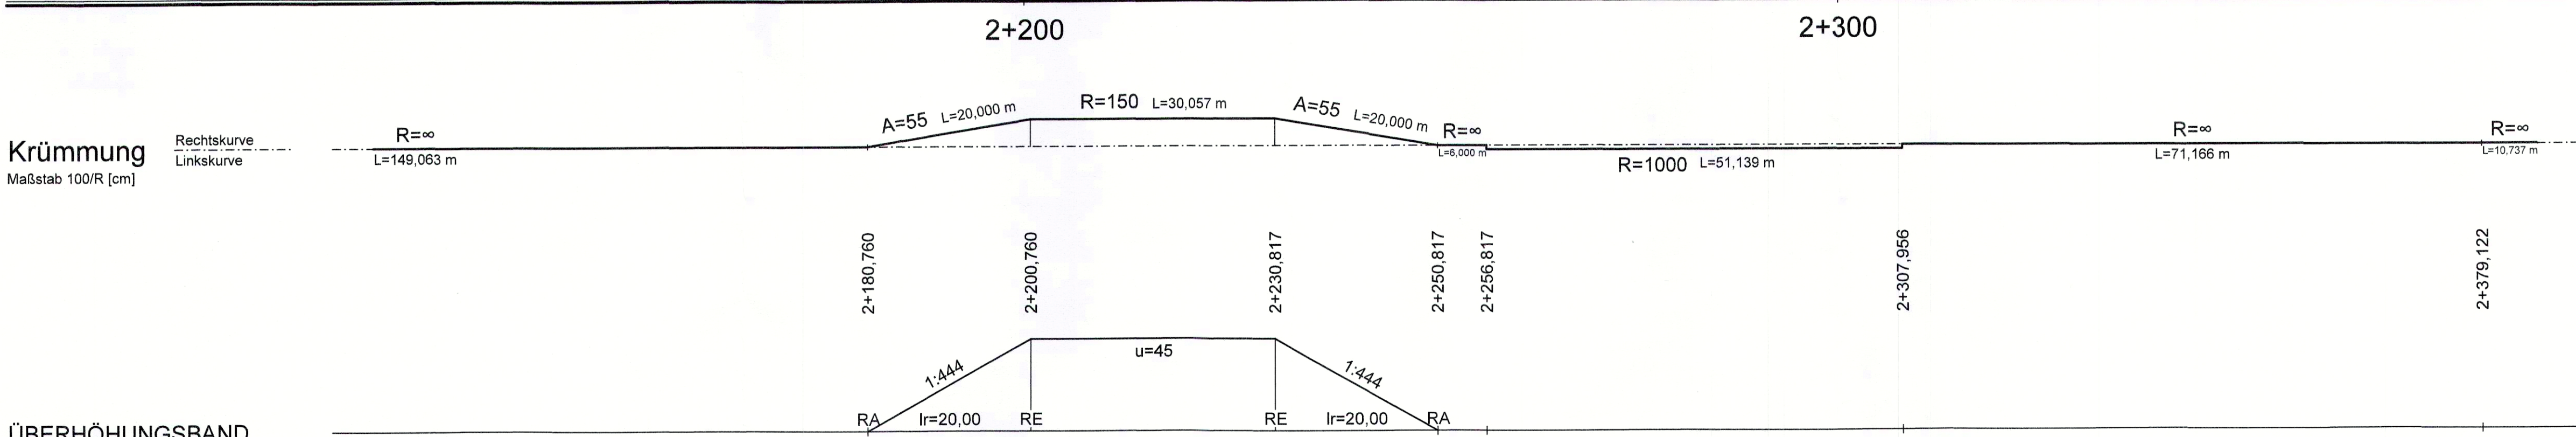 2+200
2+300
Krümmung
Maßstab 100/R [cm]
Rechtskurve
Linkskurve
R=∞
L=149,063 m
A=55 L=20,000 m
R=150 L=30,057 m
A=55 L=20,000 m
R=∞
L=6,000 m
R=1000 L=51,139 m
R=∞
L=71,166 m
R=∞
L=10,737 m
2+180,760
2+200,760
2+230,817
2+250,817
2+256,817
2+307,956
2+379,122
1:444
u=45
1:444
RA lr=20,00 RE
RE lr=20,00 RA
ÜBERHÖHUNGSBAND